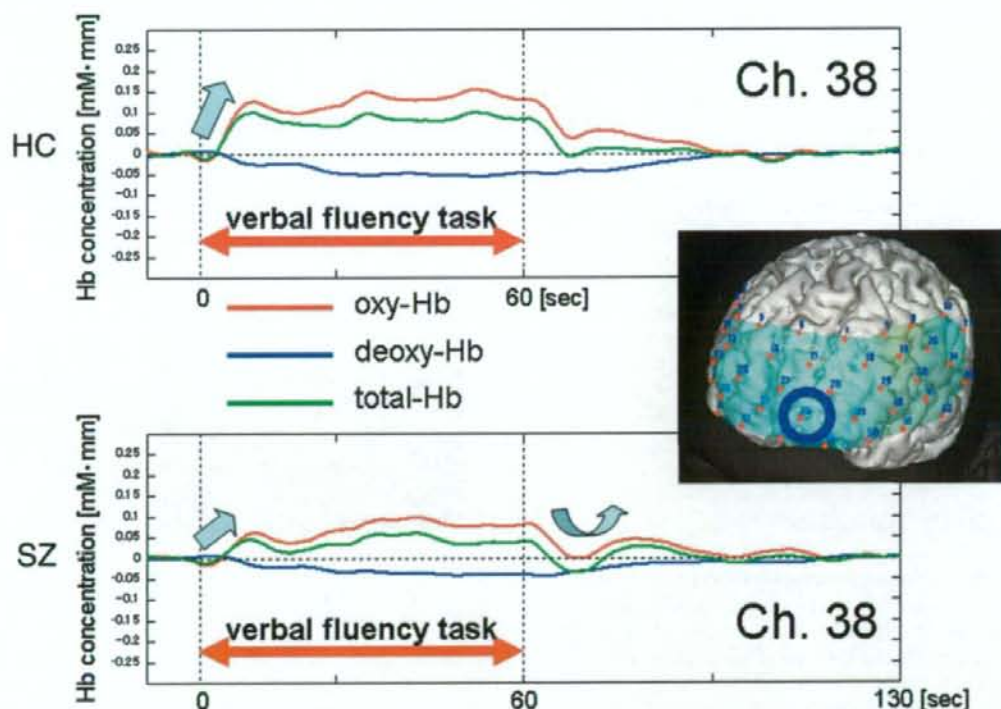 Hb concentration [mM·mm]
0.25
0.2
0.15
0.1
0.05
0
-0.05
-0.1
-0.15
-0.2
-0.25
HC
Ch. 38
verbal fluency task
0
60 [sec]
oxy-Hb
deoxy-Hb
total-Hb
Hb concentration [mM·mm]
0.25
0.2
0.15
0.1
0.05
0
-0.05
-0.1
-0.15
-0.2
-0.25
SZ
verbal fluency task
Ch. 38
0
60
130 [sec]